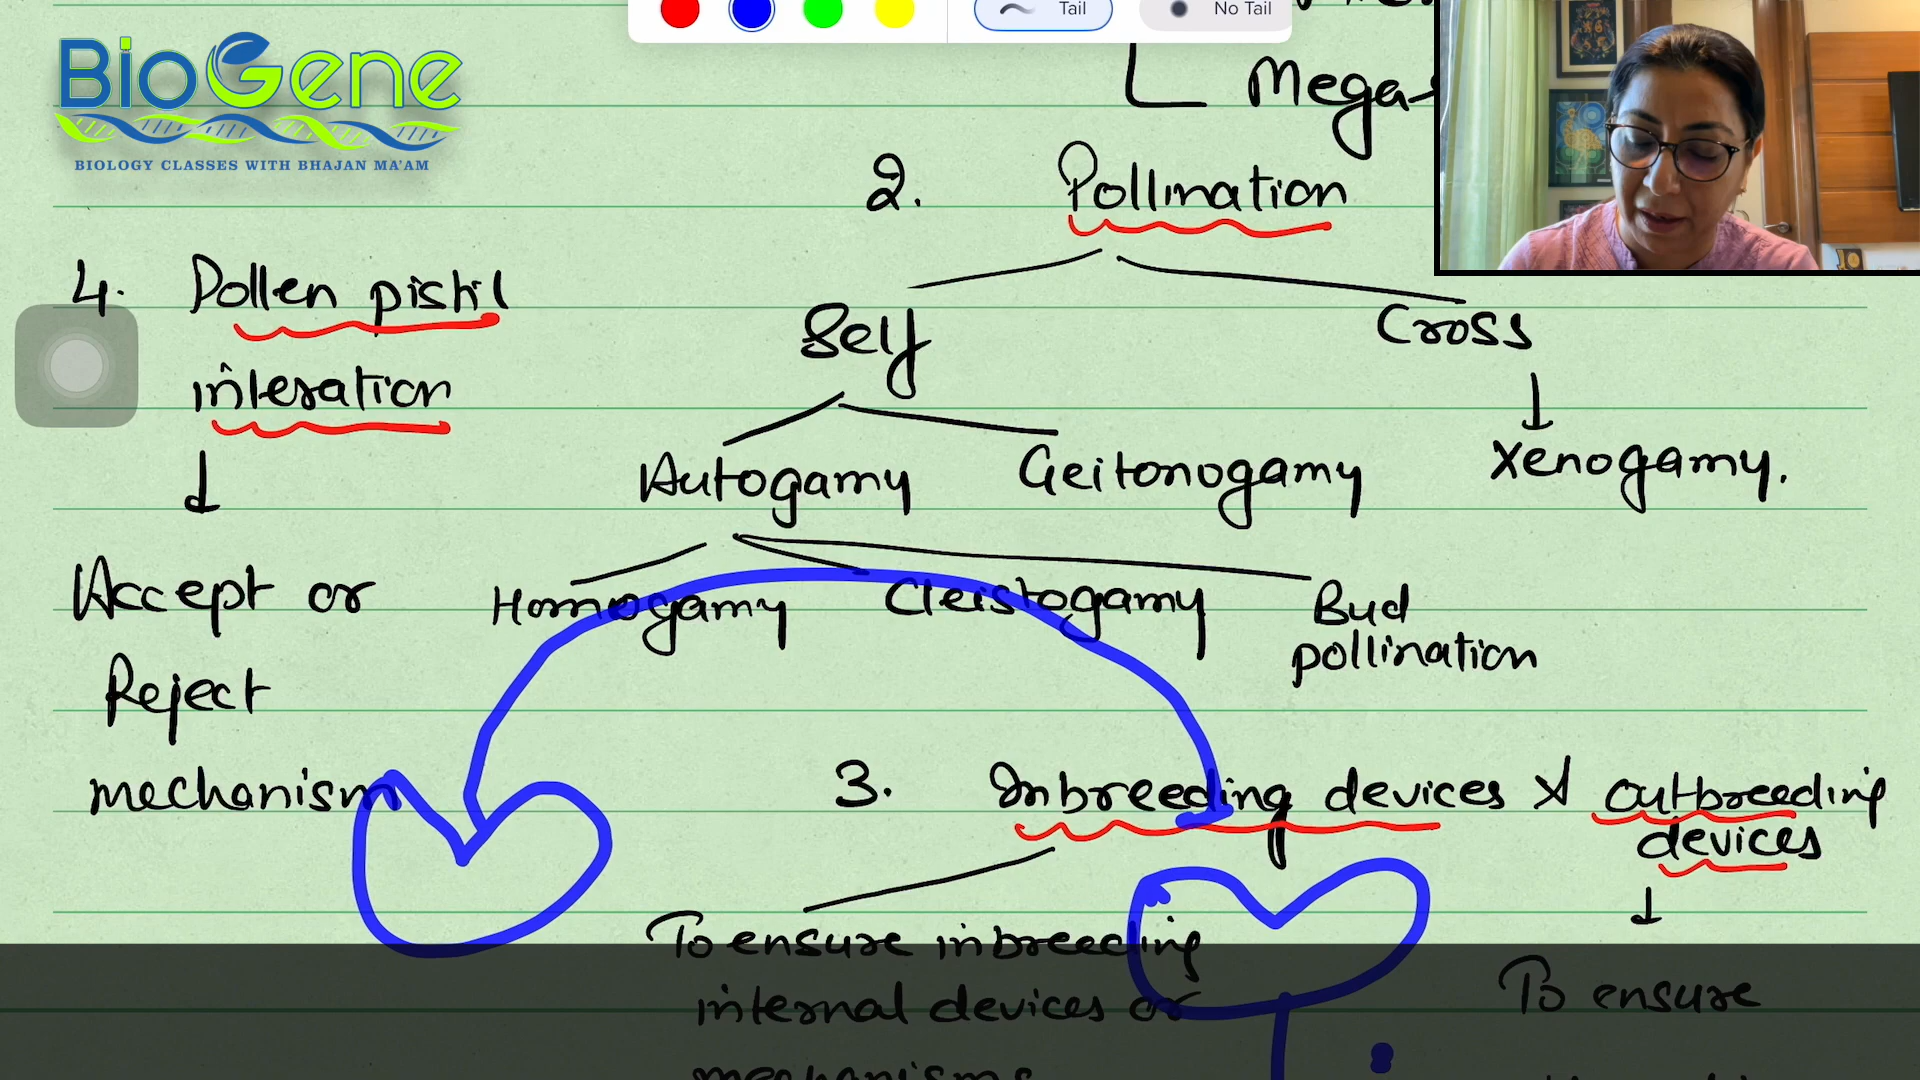 Tail
No Tail
BioGene
BIOLOGY CLASSES WITH BHAJAN MA'AM
Mega
2. Pollination
Self
Cross
Autogamy
Geitonogamy
Xenogamy.
Homogamy
Cleistogamy
Bud
pollination
4. Pollen pistil
interation
Accept or
Reject
mechanism
3. Inbreeding devices & outbreeding
devices
To ensure inbreeding
internal devices or
mechanisms
To ensure